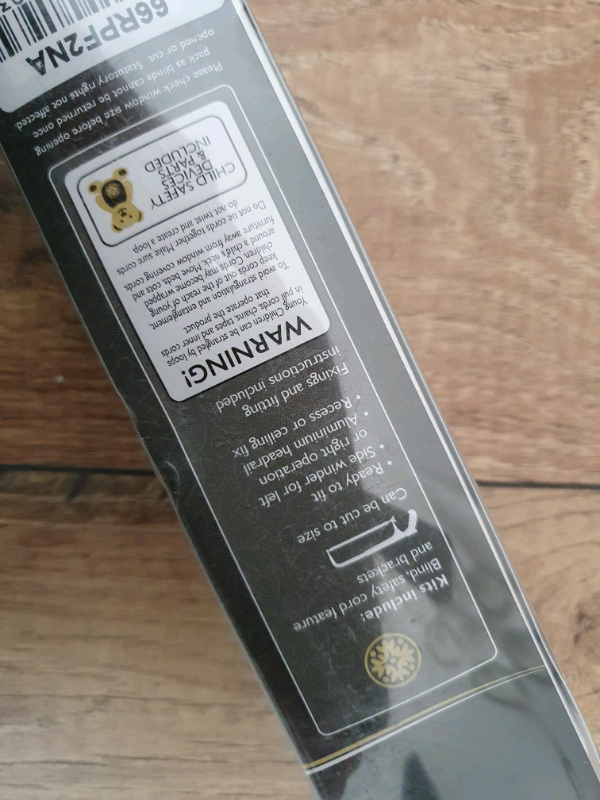 Kits include:
Blind, safety cord feature
and brackets
Can be cut to size
• Ready to fit
• Side winder for left
or right operation
• Aluminium headrail
• Recess or ceiling fix
Fixings and fitting
instructions included
WARNING!
Young Children can be strangled by loops
in pull cords, chains, tapes and inner cords
that operate the product.
To avoid strangulation and entanglement,
keep cords out of the reach of young
children. Cords may become wrapped
around a child's neck. Move beds, cots and
furniture away from window covering cords.
Do not tie cords together. Make sure cords
do not twist and create a loop
CHILD SAFETY
DEVICES
& PARTS
INCLUDED
Please check window size before opening
pack as blinds cannot be returned once
opened or cut. Statutory rights not affected.
66RPF2NA